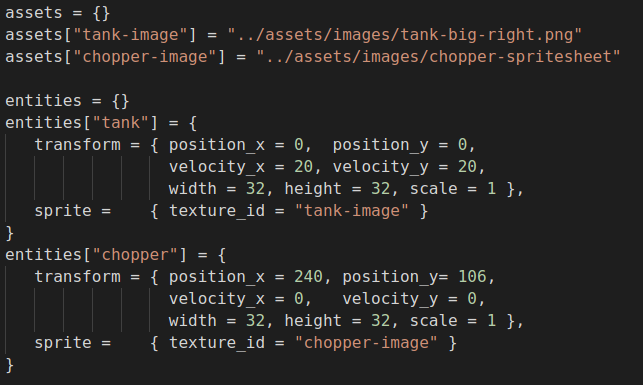 assets = {}
assets["tank-image"] = "../assets/images/tank-big-right.png"
assets["chopper-image"] = "../assets/images/chopper-spritesheet"

entities = {}
entities["tank"] = {
   transform = { position_x = 0,  position_y = 0,
                 velocity_x = 20, velocity_y = 20,
                 width = 32, height = 32, scale = 1 },
   sprite =    { texture_id = "tank-image" }
}
entities["chopper"] = {
   transform = { position_x = 240, position_y= 106,
                 velocity_x = 0,   velocity_y = 0,
                 width = 32, height = 32, scale = 1 },
   sprite =    { texture_id = "chopper-image" }
}